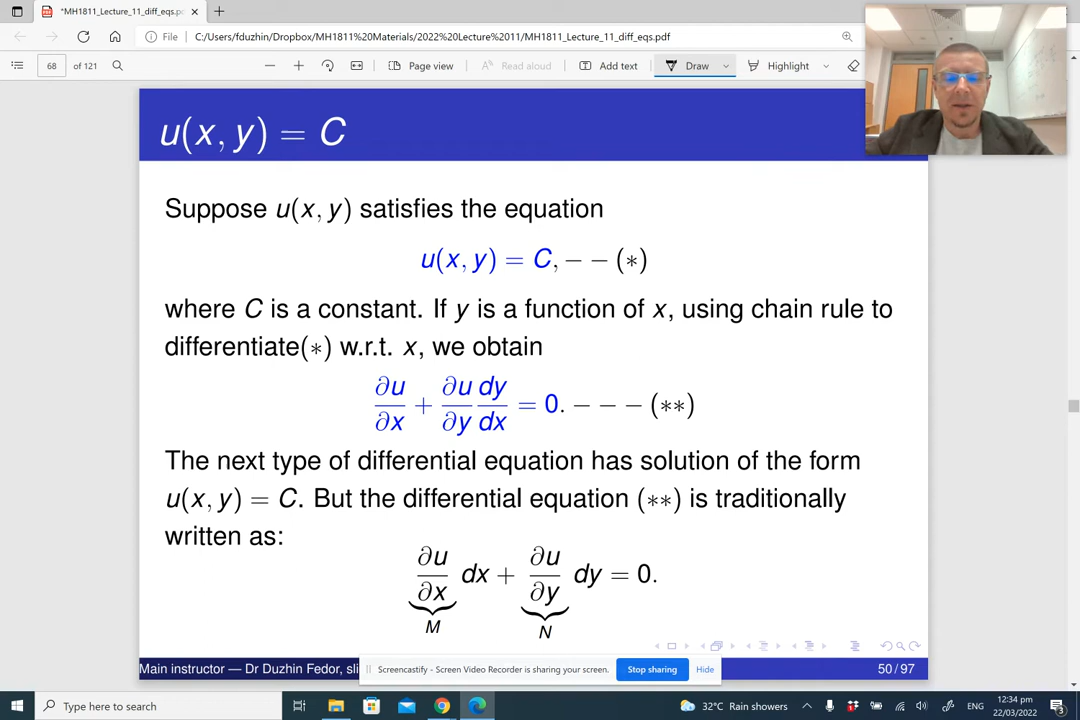 *MH1811_Lecture_11_diff_eqs.pd
File
C:/Users/fduzhin/Dropbox/MH1811%20Materials/2022%20Lecture%2011/MH1811_Lecture_11_diff_eqs.pdf
68 of 121
Page view
Read aloud
Add text
Draw
Highlight
u(x, y) = C
Suppose u(x, y) satisfies the equation
u(x, y) = C, − − (∗)
where C is a constant. If y is a function of x, using chain rule to
differentiate(∗) w.r.t. x, we obtain
∂u/∂x + ∂u/∂y dy/dx = 0. − − − (∗∗)
The next type of differential equation has solution of the form
u(x, y) = C. But the differential equation (∗∗) is traditionally
written as:
∂u/∂x dx + ∂u/∂y dy = 0.
M N
Main instructor — Dr Duzhin Fedor, sli
50 / 97
Screencastify - Screen Video Recorder is sharing your screen.
Stop sharing
Hide
Type here to search
32°C Rain showers
ENG
12:34 pm
22/03/2022
3